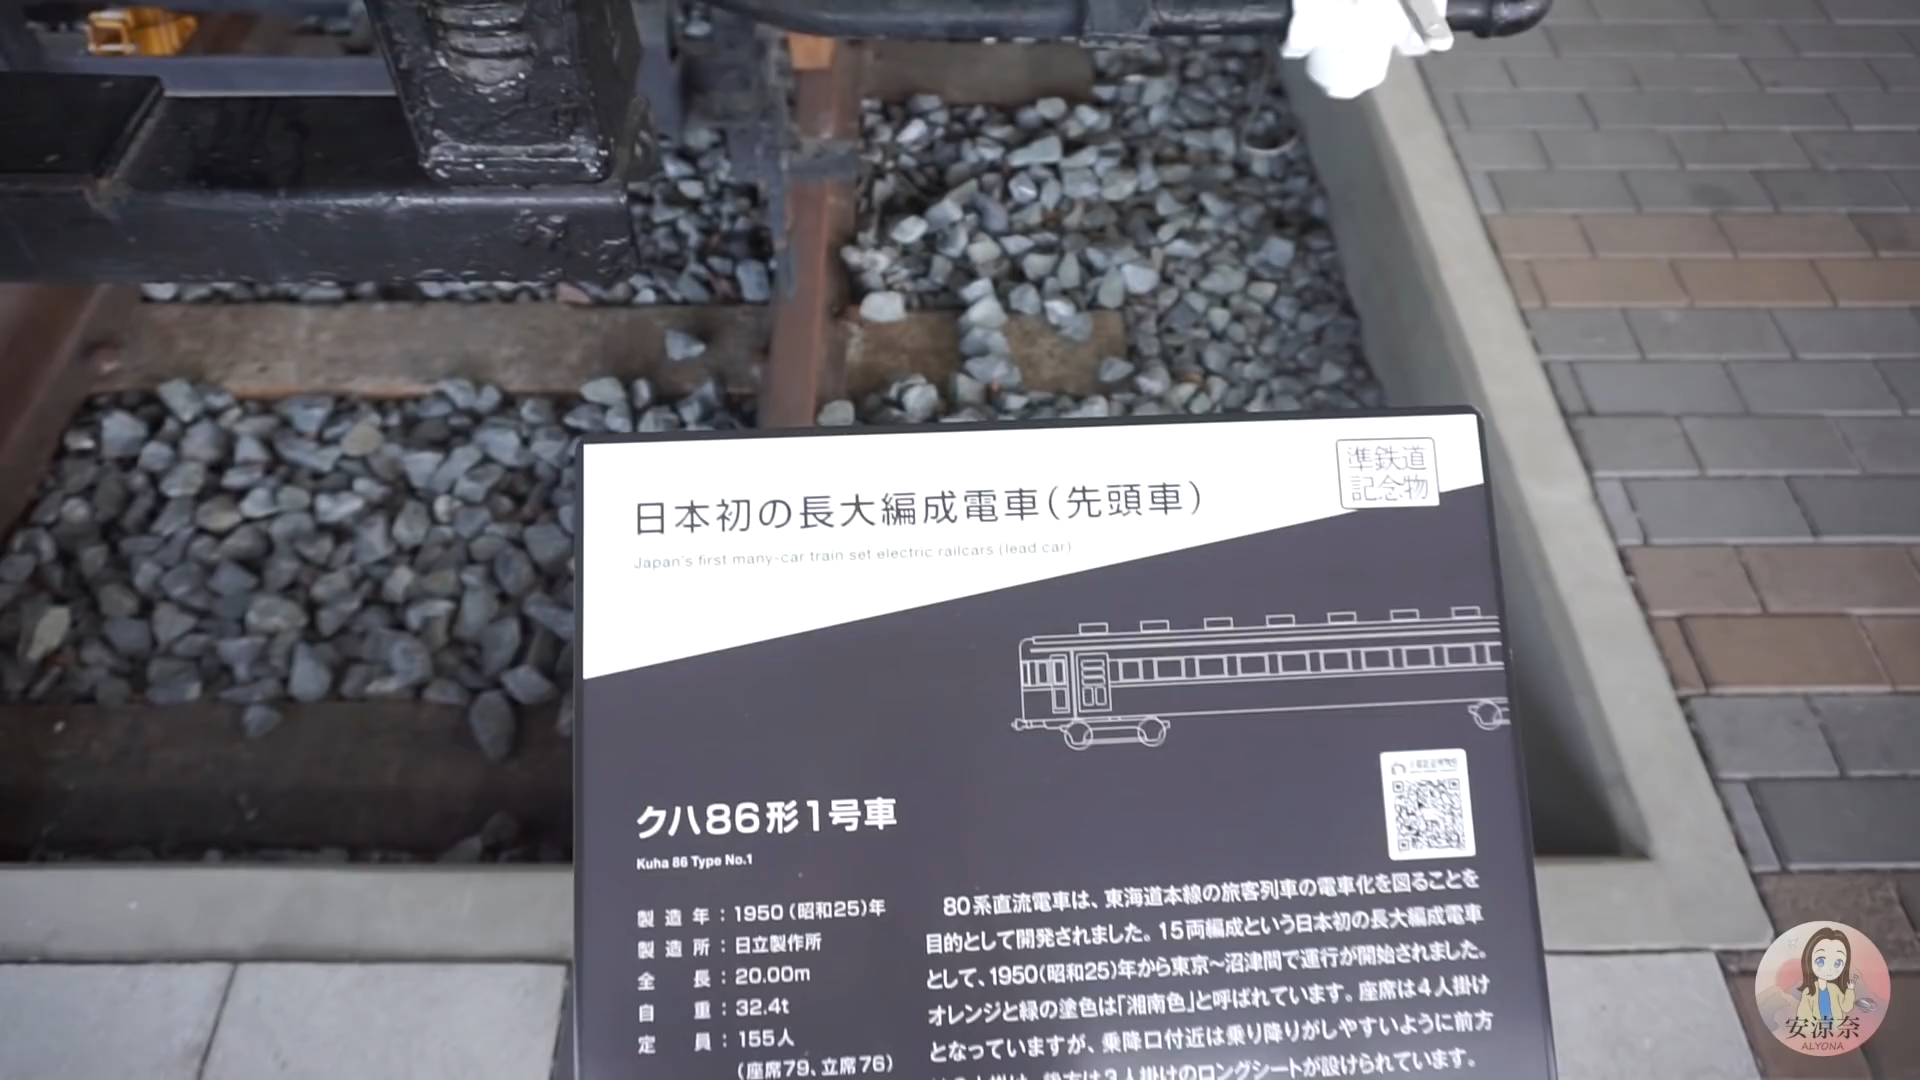 準鉄道
記念物
日本初の長大編成電車(先頭車)
Japan's first many-car train set electric railcars (lead car)
クハ86形1号車
Kuha 86 Type No.1
製造年:1950(昭和25)年
製造所:日立製作所
全長:20.00m
自重:32.4t
定員:155人
(座席79、立席76)
80系直流電車は、東海道本線の旅客列車の電車化を図ることを
目的として開発されました。15両編成という日本初の長大編成電車
として、1950(昭和25)年から東京~沼津間で運行が開始されました。
オレンジと緑の塗色は「湘南色」と呼ばれています。座席は4人掛け
となっていますが、乗降口付近は乗り降りがしやすいように前方
3人掛けのロングシートが設けられています。
安涼奈
ALYONA